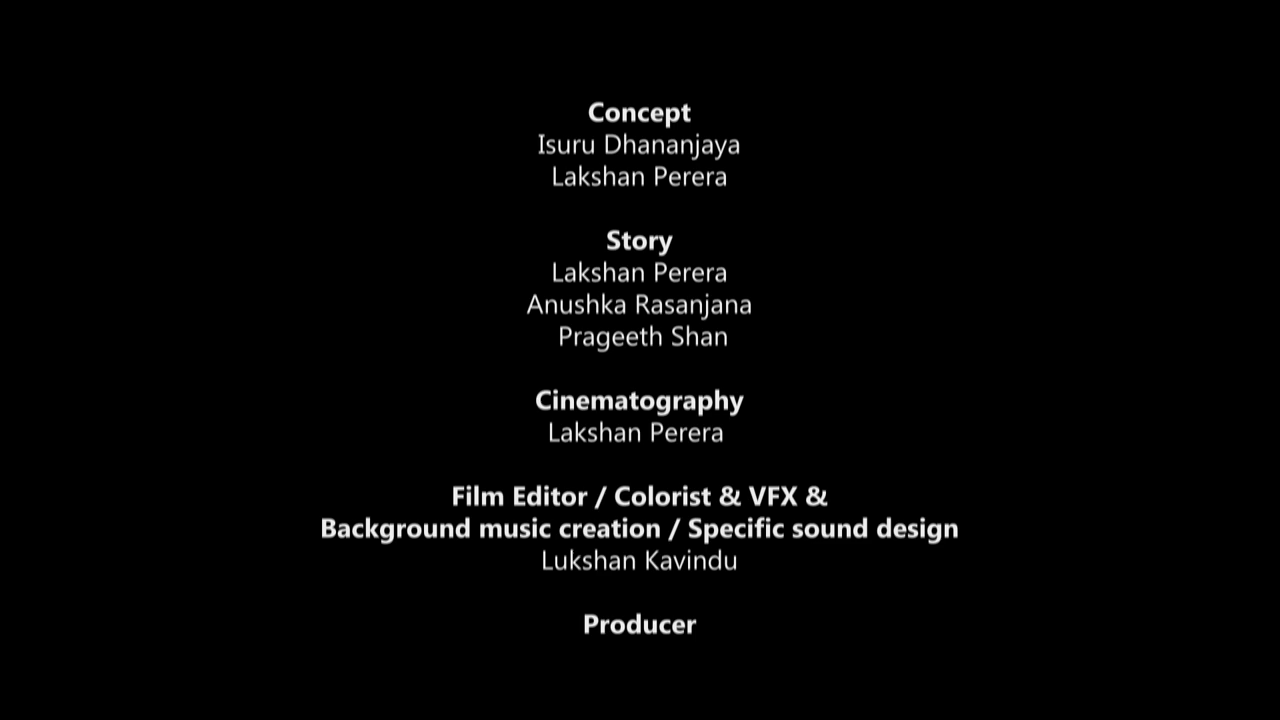 Concept
Isuru Dhananjaya
Lakshan Perera
Story
Lakshan Perera
Anushka Rasanjana
Prageeth Shan
Cinematography
Lakshan Perera
Film Editor / Colorist & VFX &
Background music creation / Specific sound design
Lukshan Kavindu
Producer